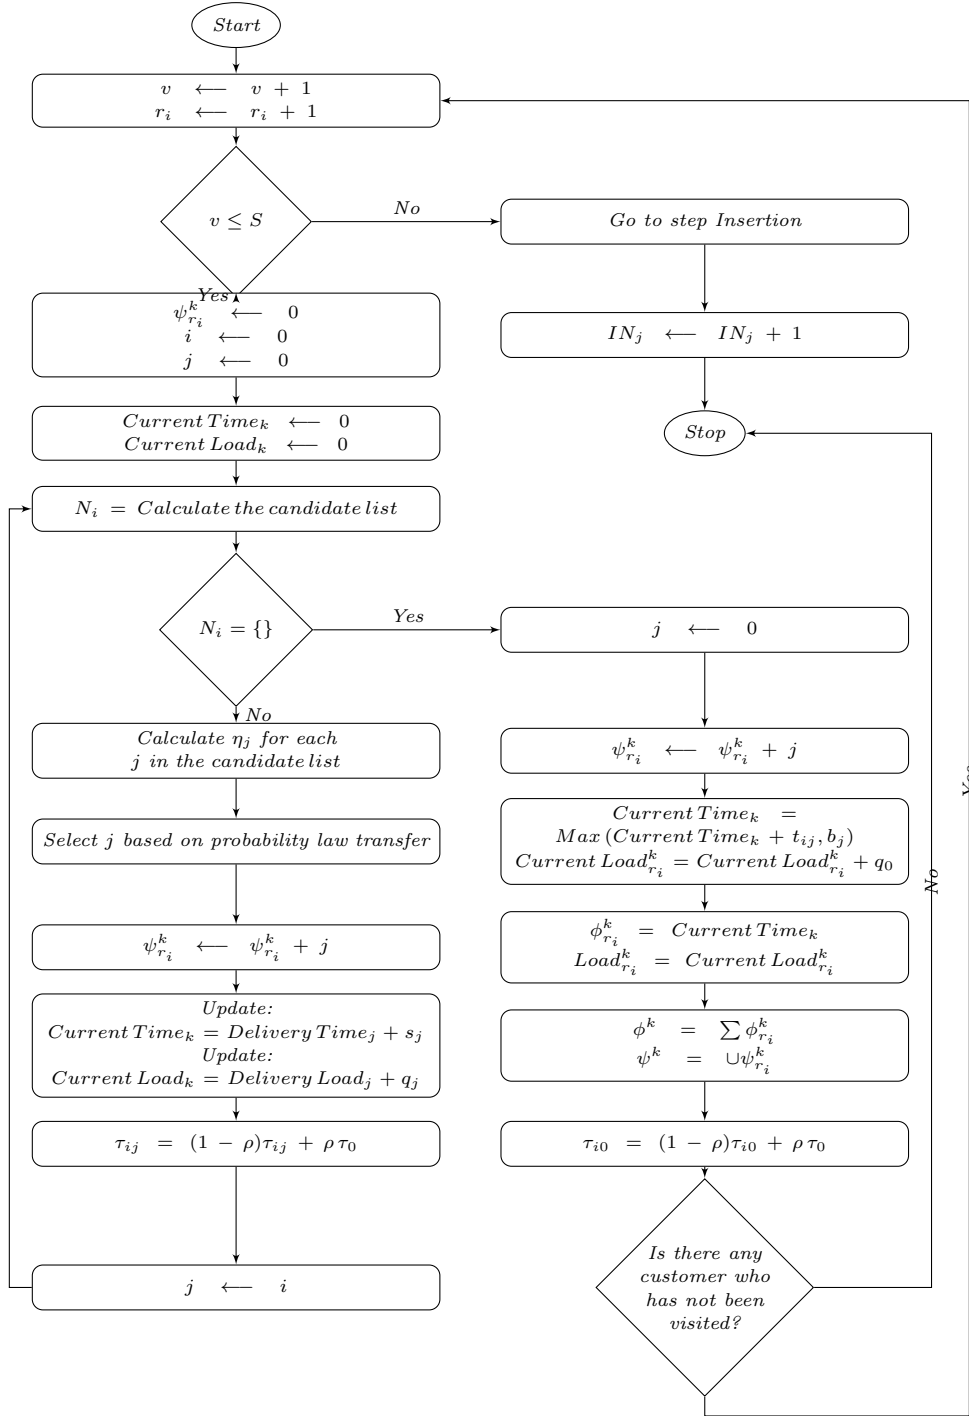 Start
v ← v + 1
r_i ← r_i + 1
v ≤ S
No
Go to step Insertion
Yes
ψ^k_{r_i} ← 0
i ← 0
j ← 0
IN_j ← IN_j + 1
Current Time_k ← 0
Current Load_k ← 0
Stop
N_i = Calculate the candidate list
N_i = {}
Yes
j ← 0
No
Calculate η_j for each
j in the candidate list
ψ^k_{r_i} ← ψ^k_{r_i} + j
Yes
Select j based on probability law transfer
Current Time_k =
Max (Current Time_k + t_{ij}, b_j)
Current Load^k_{r_i} = Current Load^k_{r_i} + q_0
No
ψ^k_{r_i} ← ψ^k_{r_i} + j
ϕ^k_{r_i} = Current Time_k
Load^k_{r_i} = Current Load^k_{r_i}
Update:
Current Time_k = Delivery Time_j + s_j
Update:
Current Load_k = Delivery Load_j + q_j
ϕ^k = ∑ ϕ^k_{r_i}
ψ^k = ∪ψ^k_{r_i}
τ_{ij} = (1 − ρ)τ_{ij} + ρ τ_0
τ_{i0} = (1 − ρ)τ_{i0} + ρ τ_0
j ← i
Is there any
customer who
has not been
visited?